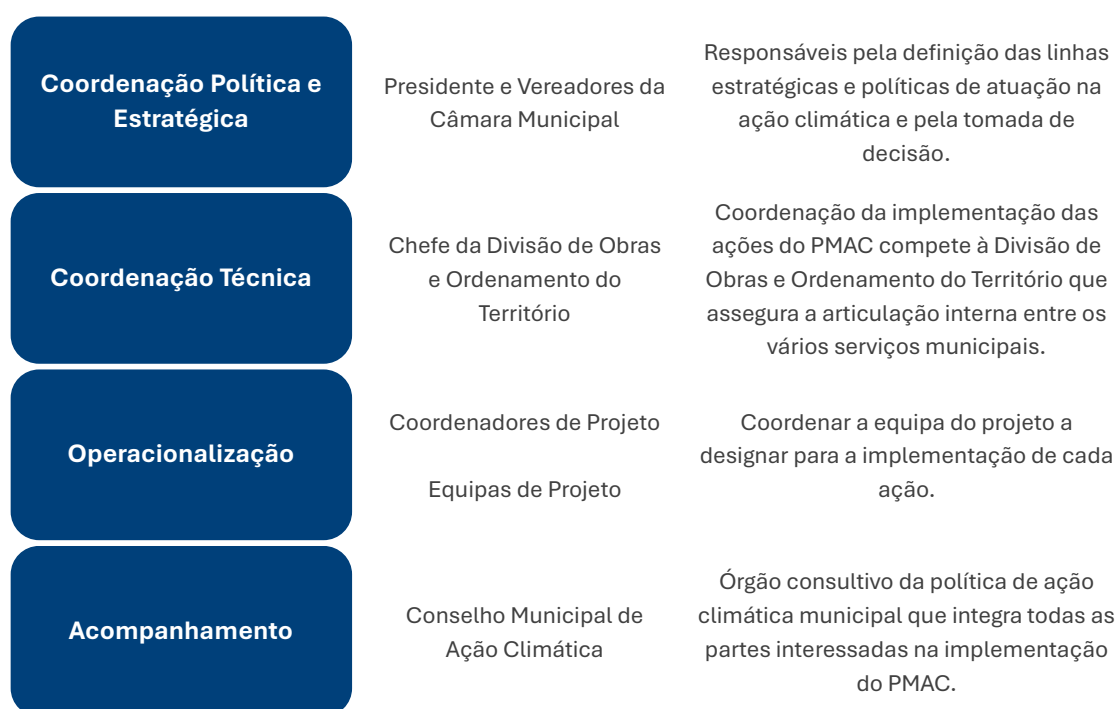 Coordenação Política e
Estratégica
Presidente e Vereadores da
Câmara Municipal
Responsáveis pela definição das linhas
estratégicas e políticas de atuação na
ação climática e pela tomada de
decisão.
Coordenação Técnica
Chefe da Divisão de Obras
e Ordenamento do
Território
Coordenação da implementação das
ações do PMAC compete à Divisão de
Obras e Ordenamento do Território que
assegura a articulação interna entre os
vários serviços municipais.
Operacionalização
Coordenadores de Projeto
Equipas de Projeto
Coordenar a equipa do projeto a
designar para a implementação de cada
ação.
Acompanhamento
Conselho Municipal de
Ação Climática
Órgão consultivo da política de ação
climática municipal que integra todas as
partes interessadas na implementação
do PMAC.